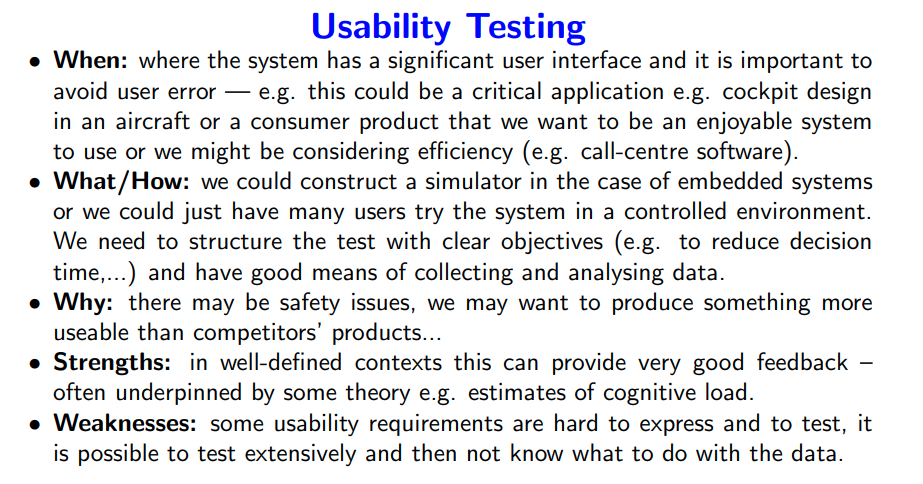 Usability Testing
• When: where the system has a significant user interface and it is important to
avoid user error — e.g. this could be a critical application e.g. cockpit design
in an aircraft or a consumer product that we want to be an enjoyable system
to use or we might be considering efficiency (e.g. call-centre software).
• What/How: we could construct a simulator in the case of embedded systems
or we could just have many users try the system in a controlled environment.
We need to structure the test with clear objectives (e.g. to reduce decision
time,...) and have good means of collecting and analysing data.
• Why: there may be safety issues, we may want to produce something more
useable than competitors' products...
• Strengths: in well-defined contexts this can provide very good feedback –
often underpinned by some theory e.g. estimates of cognitive load.
• Weaknesses: some usability requirements are hard to express and to test, it
is possible to test extensively and then not know what to do with the data.